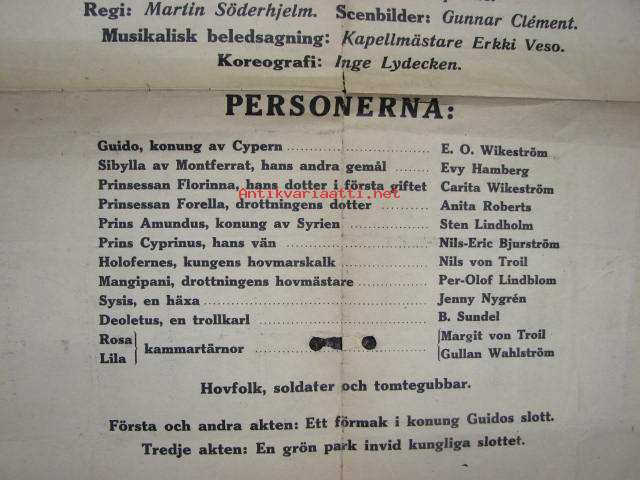 Regi: Martin Söderhjelm. Scenbilder: Gunnar Clément.
Musikalisk beledsagning: Kapellmästare Erkki Veso.
Koreografi: Inge Lydecken.
PERSONERNA:
Guido, konung av Cypern ........ E. O. Wikeström
Sibylla av Montferrat, hans andra gemål ........ Evy Hamberg
Prinsessan Florinna, hans dotter i första giftet Carita Wikeström
Antikvariaatti.net
Prinsessan Forella, drottningens dotter ........ Anita Roberts
Prins Amundus, konung av Syrien ........ Sten Lindholm
Prins Cyprinus, hans vän ........ Nils-Eric Bjurström
Holofernes, kungens hovmarskalk ........ Nils von Troil
Mangipani, drottningens hovmästare ........ Per-Olof Lindblom
Sysis, en häxa ........ Jenny Nygrén
Deoletus, en trollkarl ........ B. Sundel
Rosa } kammartärnor ........ { Margit von Troil
Lila } { Gullan Wahlström
Hovfolk, soldater och tomtegubbar.
Första och andra akten: Ett förmak i konung Guidos slott.
Tredje akten: En grön park invid kungliga slottet.